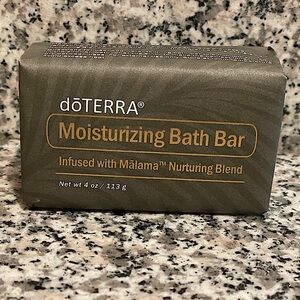 dōTERRA®
Moisturizing Bath Bar
Infused with Mālama™ Nurturing Blend
Net wt 4 oz / 113 g